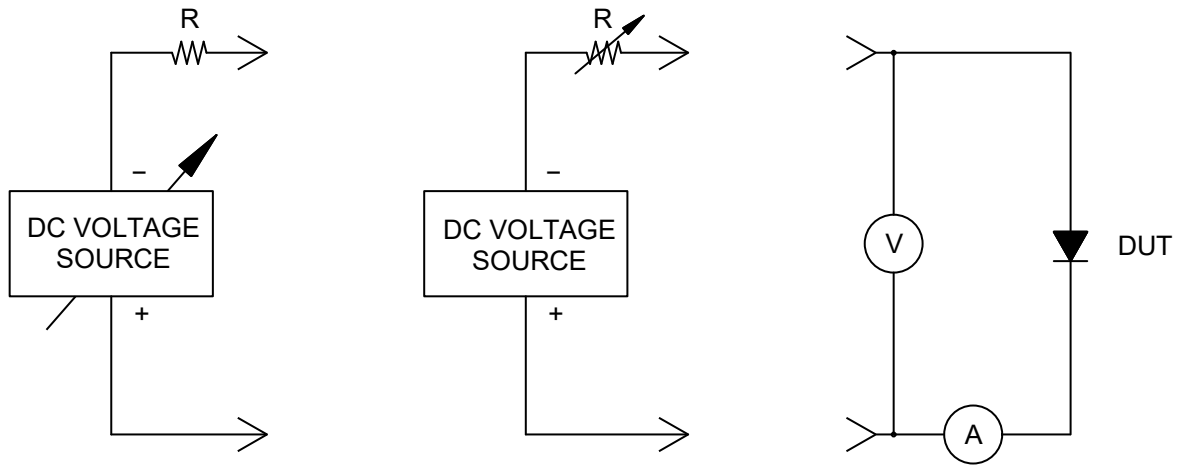 R
−
DC VOLTAGE
SOURCE
+
R
−
DC VOLTAGE
SOURCE
+
V
DUT
A